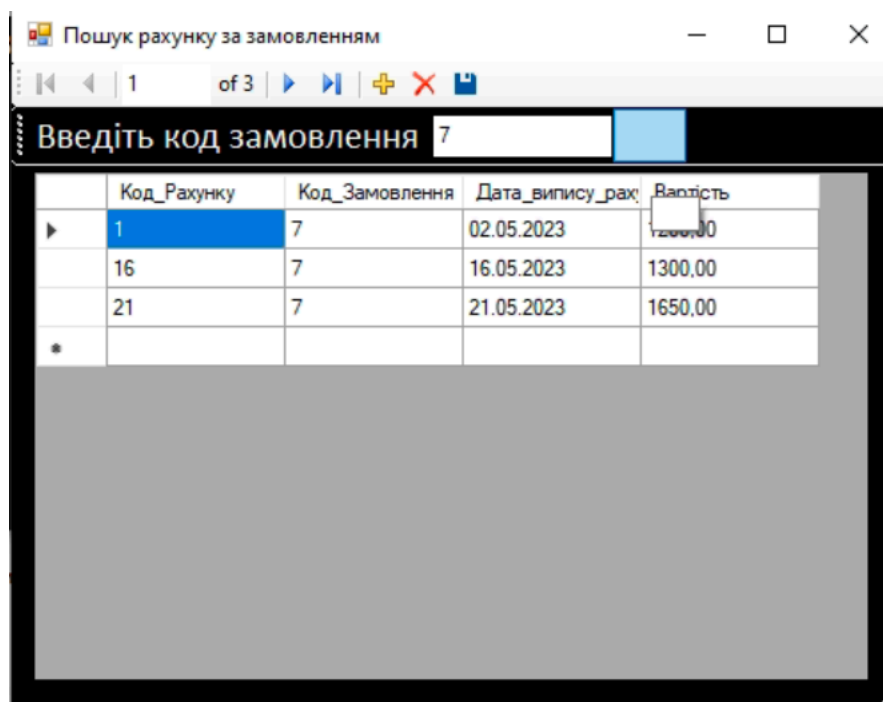 Пошук рахунку за замовленням
1 of 3
Введіть код замовлення 7
Код_Рахунку Код_Замовлення Дата_випису_раху Вартість
1 7 02.05.2023
16 7 16.05.2023 1300,00
21 7 21.05.2023 1650,00